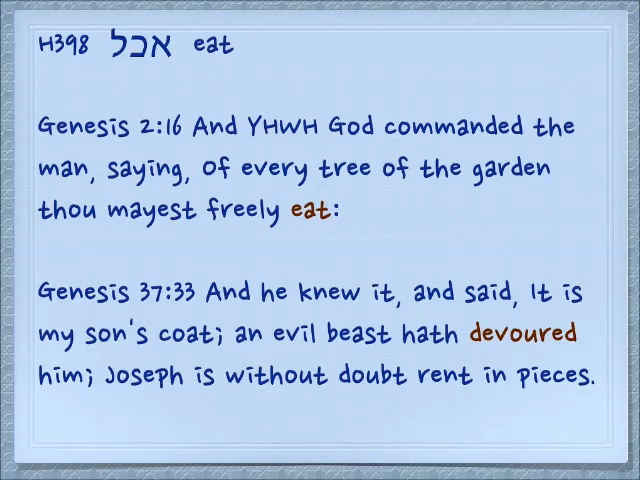 H398 אכל eat
Genesis 2:16 And YHWH God commanded the
man, saying, Of every tree of the garden
thou mayest freely eat:
Genesis 37:33 And he knew it, and said, It is
my son's coat; an evil beast hath devoured
him; Joseph is without doubt rent in pieces.